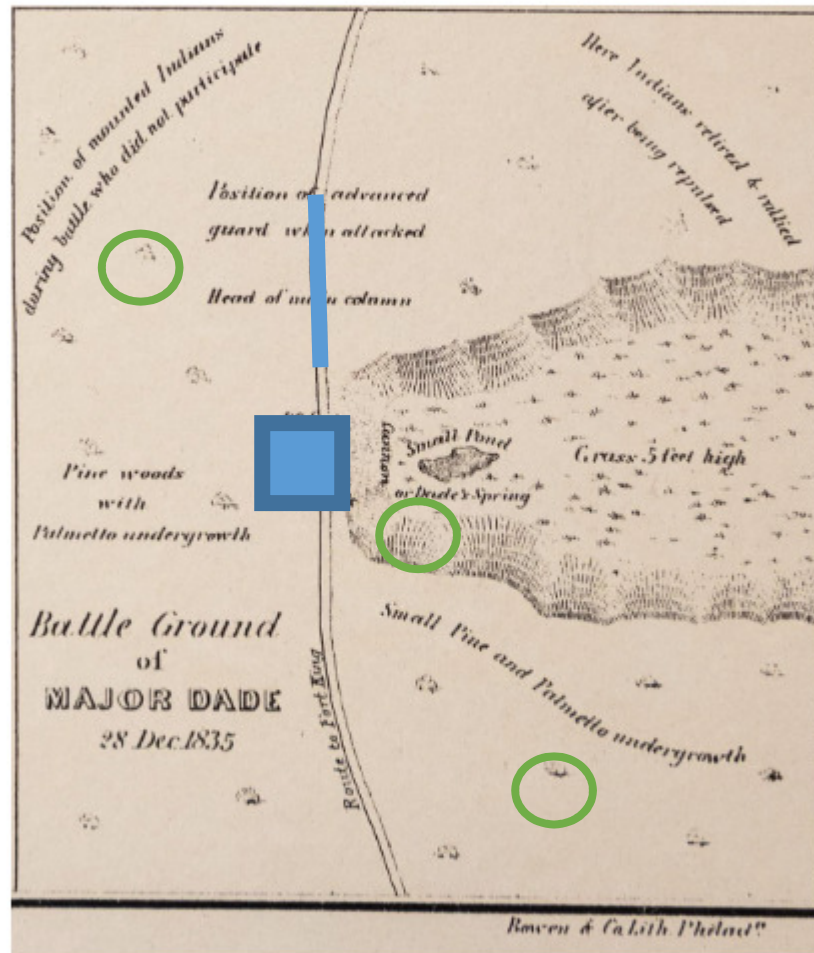 Position of mounted Indians
during battle who did not participate
Here Indians retired & rallied
after being repulsed
Position of advanced
guard when attacked
Head of main column
Small Pond
or Dade's Spring
Grass 5 feet high
Pine woods
with
Palmetto undergrowth
Small Pine and Palmetto undergrowth
Battle Ground
of
MAJOR DADE
28 Dec. 1835
Route to Fort King
Bowen & Co Lith Philad.